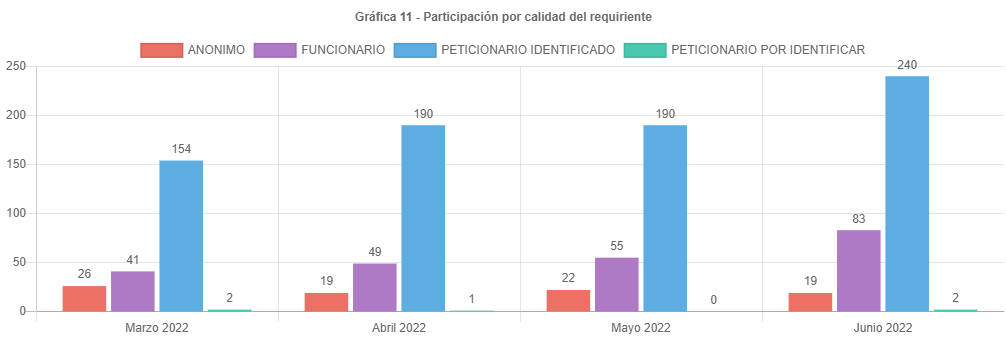 Gráfica 11 - Participación por calidad del requiriente
ANONIMO FUNCIONARIO PETICIONARIO IDENTIFICADO PETICIONARIO POR IDENTIFICAR
250
200
150
100
50
0
26 41 154 2
19 49 190 1
22 55 190 0
19 83 240 2
Marzo 2022 Abril 2022 Mayo 2022 Junio 2022